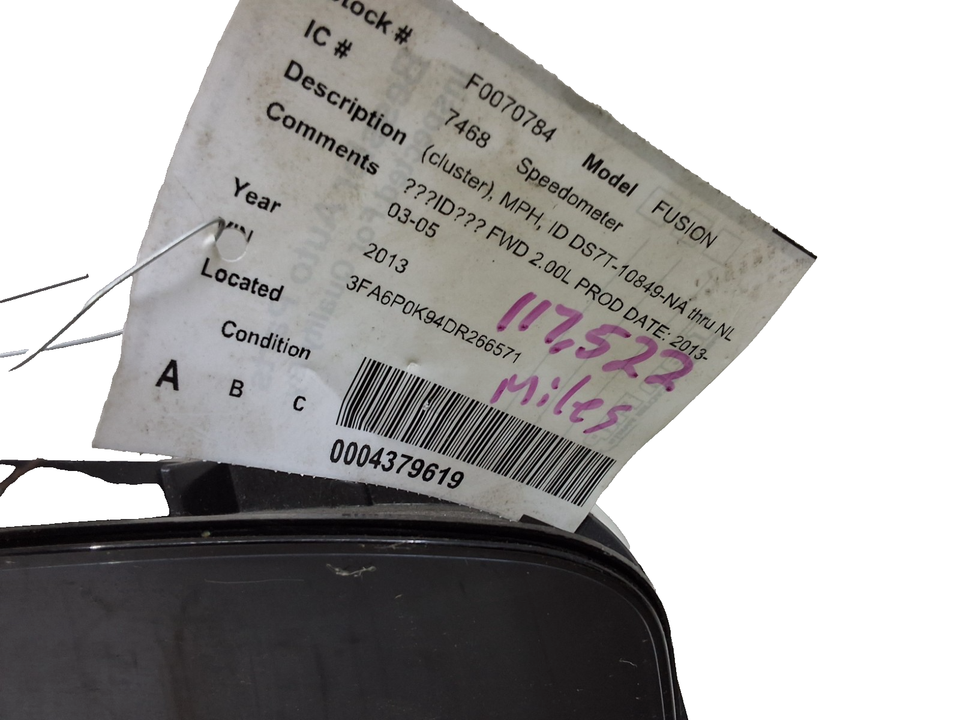 Stock # F0070784 Model FUSION
IC # 7468 Speedometer
Description (cluster), MPH, ID DS7T-10849-NA thru NL
Comments ???ID??? FWD 2.00L PROD DATE: 2013-
03-05
Year 2013
VIN 3FA6P0K94DR266571
Located
117,522
Miles
Condition
A B C
0004379619